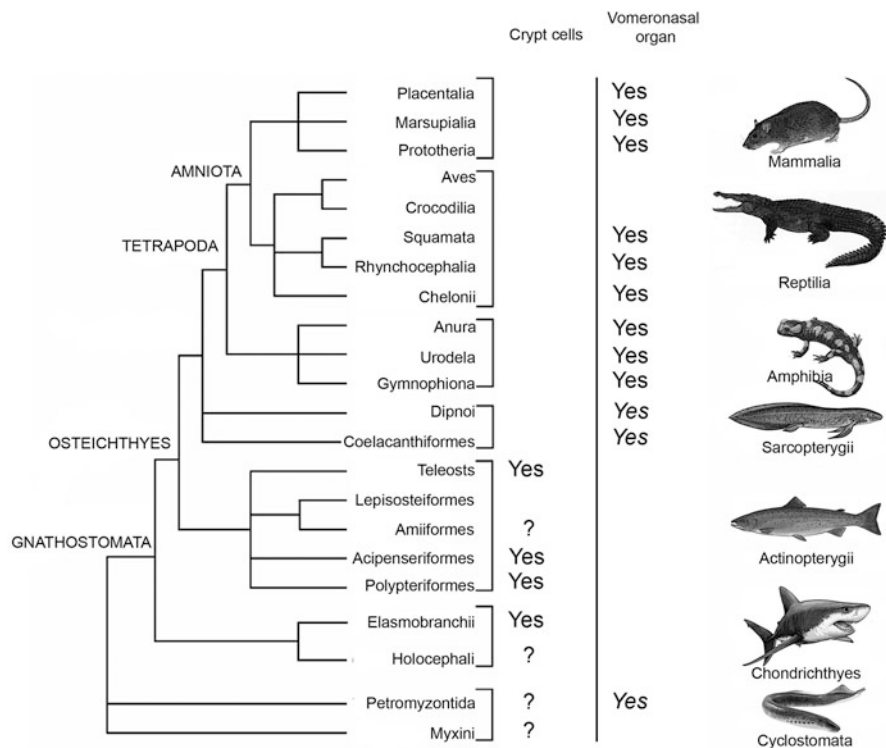 Crypt cells
Vomeronasal
organ
Placentalia Yes
Marsupialia Yes
Prototheria Yes
Mammalia
AMNIOTA
Aves
Crocodilia
TETRAPODA
Squamata Yes
Rhynchocephalia Yes
Chelonii Yes
Reptilia
Anura Yes
Urodela Yes
Gymnophiona Yes
Amphibia
Dipnoi Yes
Coelacanthiformes Yes
Sarcopterygii
OSTEICHTHYES
Teleosts Yes
Lepisosteiformes
Amiiformes ?
Acipenseriformes Yes
Polypteriformes Yes
Actinopterygii
GNATHOSTOMATA
Elasmobranchii Yes
Holocephali ?
Chondrichthyes
Petromyzontida ? Yes
Myxini ?
Cyclostomata